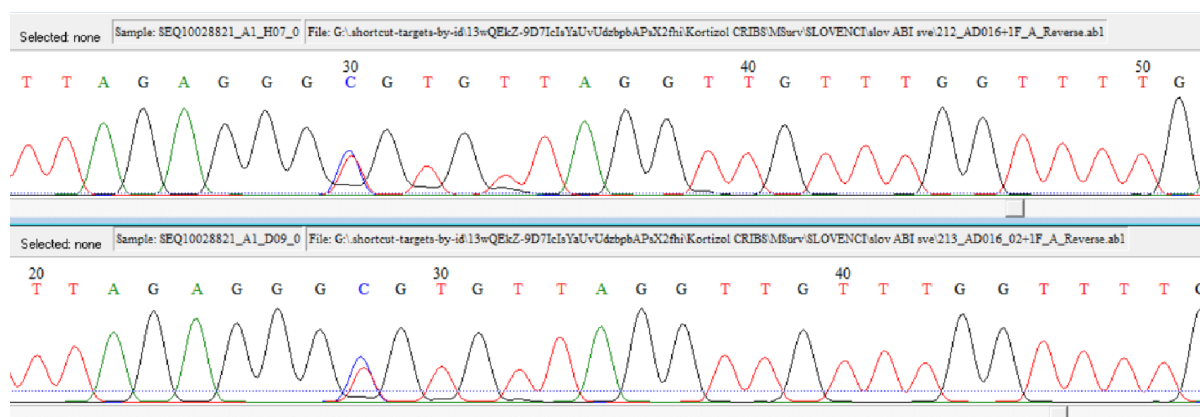 Selected: none Sample: SEQ10028821_A1_H07_0 File: G:\.shortcut-targets-by-id\13wQEkZ-9D7IcIsYaUvUdzbpbAPsX2fhi\Kortizol CRIBS\MSurv\SLOVENCI\slov ABI sve\212_AD016+1F_A_Reverse.ab1
30 40 50
T T A G A G G G C G T G T T A G G T T G T T T G G T T T T G
Selected: none Sample: SEQ10028821_A1_D09_0 File: G:\.shortcut-targets-by-id\13wQEkZ-9D7IcIsYaUvUdzbpbAPsX2fhi\Kortizol CRIBS\MSurv\SLOVENCI\slov ABI sve\213_AD016_02+1F_A_Reverse.ab1
20 30 40
T T A G A G G G C G T G T T A G G T T G T T T G G T T T T G